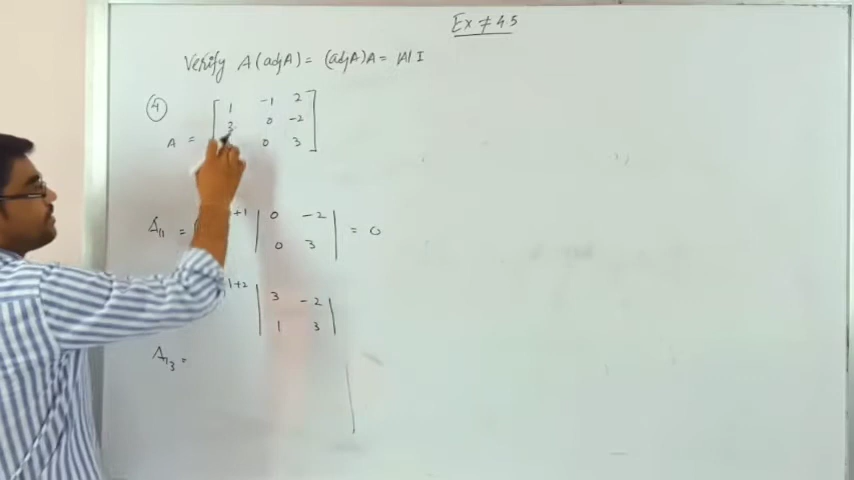 Ex ≠ 4.5
Verify A(adjA) = (adjA)A = |A| I
4
1 -1 2
3 0 -2
A = 0 3
A11 = +1 | 0 -2 | = 0
0 3
1+2 | 3 -2 |
1 3
A13 =